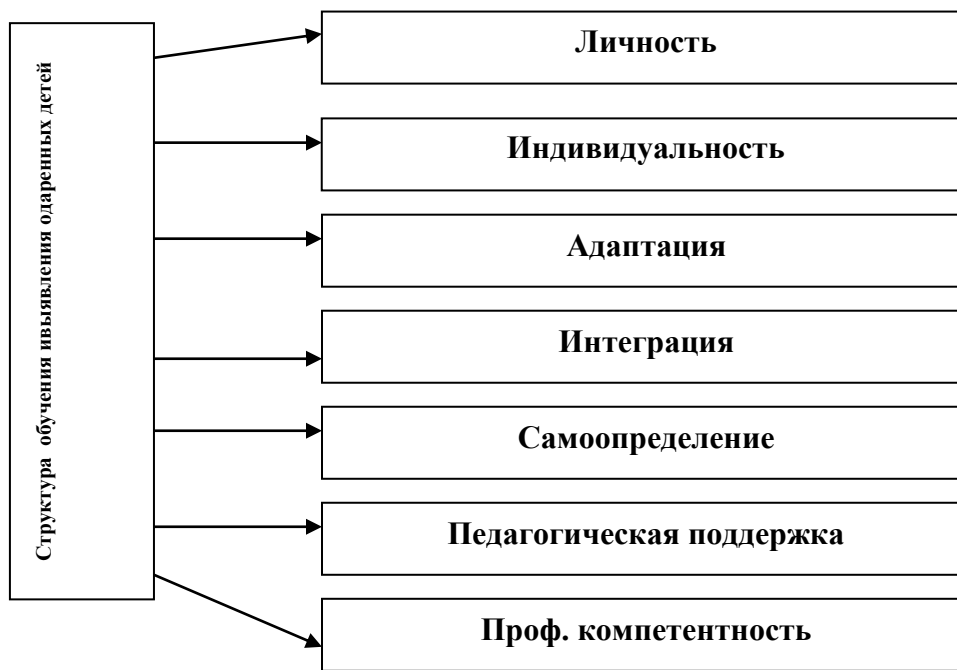 Структура обучения ивыявления одаренных детей
Личность
Индивидуальность
Адаптация
Интеграция
Самоопределение
Педагогическая поддержка
Проф. компетентность